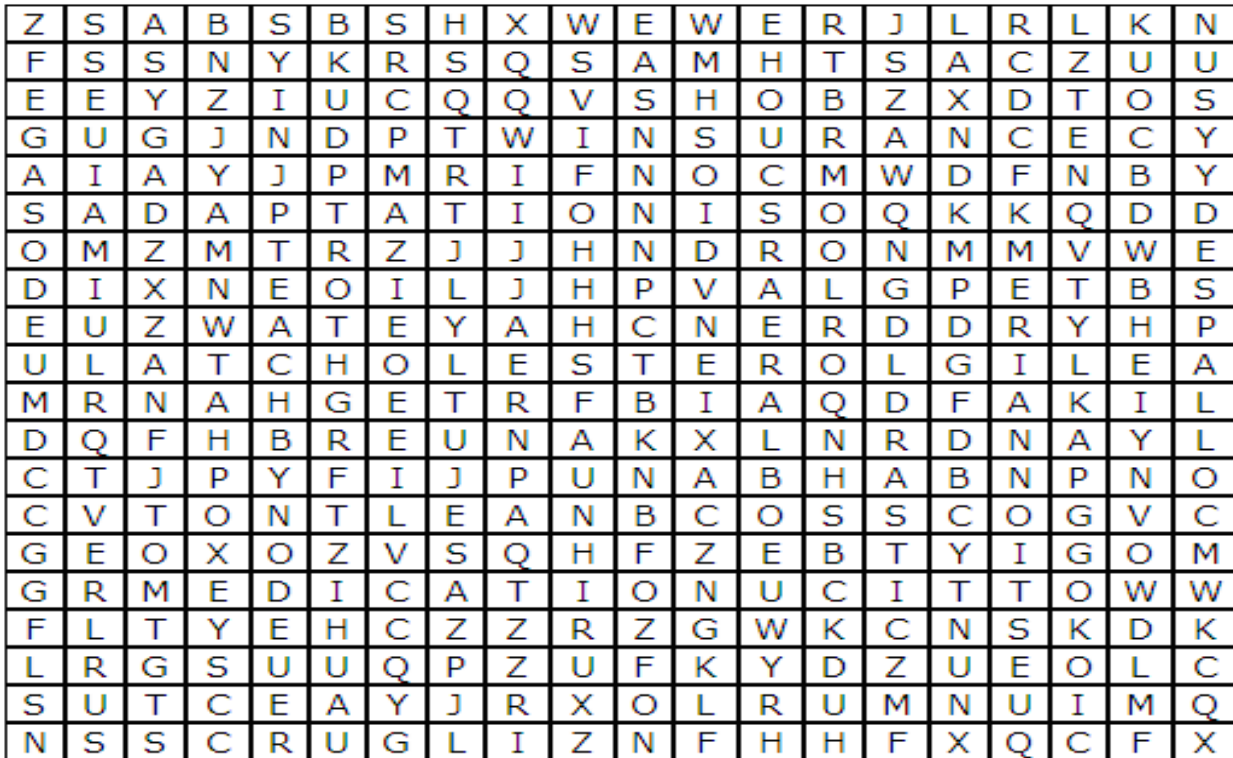 Z S A B S B S H X W E W E R J L R L K N
F S S N Y K R S Q S A M H T S A C Z U U
E E Y Z I U C Q Q V S H O B Z X D T O S
G U G J N D P T W I N S U R A N C E C Y
A I A Y J P M R I F N O C M W D F N B Y
S A D A P T A T I O N I S O Q K K Q D D
O M Z M T R Z J J H N D R O N M M V W E
D I X N E O I L J H P V A L G P E T B S
E U Z W A T E Y A H C N E R D D R Y H P
U L A T C H O L E S T E R O L G I L E A
M R N A H G E T R F B I A Q D F A K I L
D Q F H B R E U N A K X L N R D N A Y L
C T J P Y F I J P U N A B H A B N P N O
C V T O N T L E A N B C O S S C O G V C
G E O X O Z V S Q H F Z E B T Y I G O M
G R M E D I C A T I O N U C I T T O W W
F L T Y E H C Z Z R Z G W K C N S K D K
L R G S U U Q P Z U F K Y D Z U E O L C
S U T C E A Y J R X O L R U M N U I M Q
N S S C R U G L I Z N F H H F X Q C F X